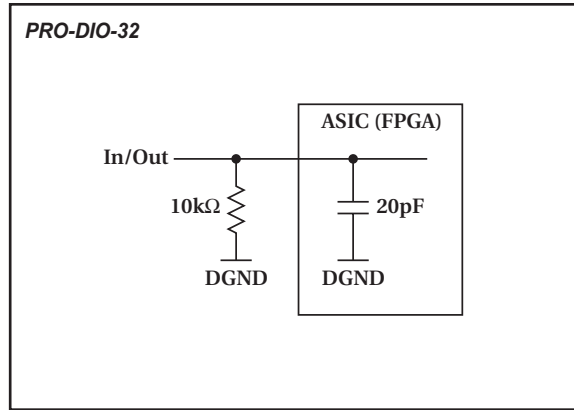 PRO-DIO-32
ASIC (FPGA)
In/Out
10kΩ
20pF
DGND
DGND